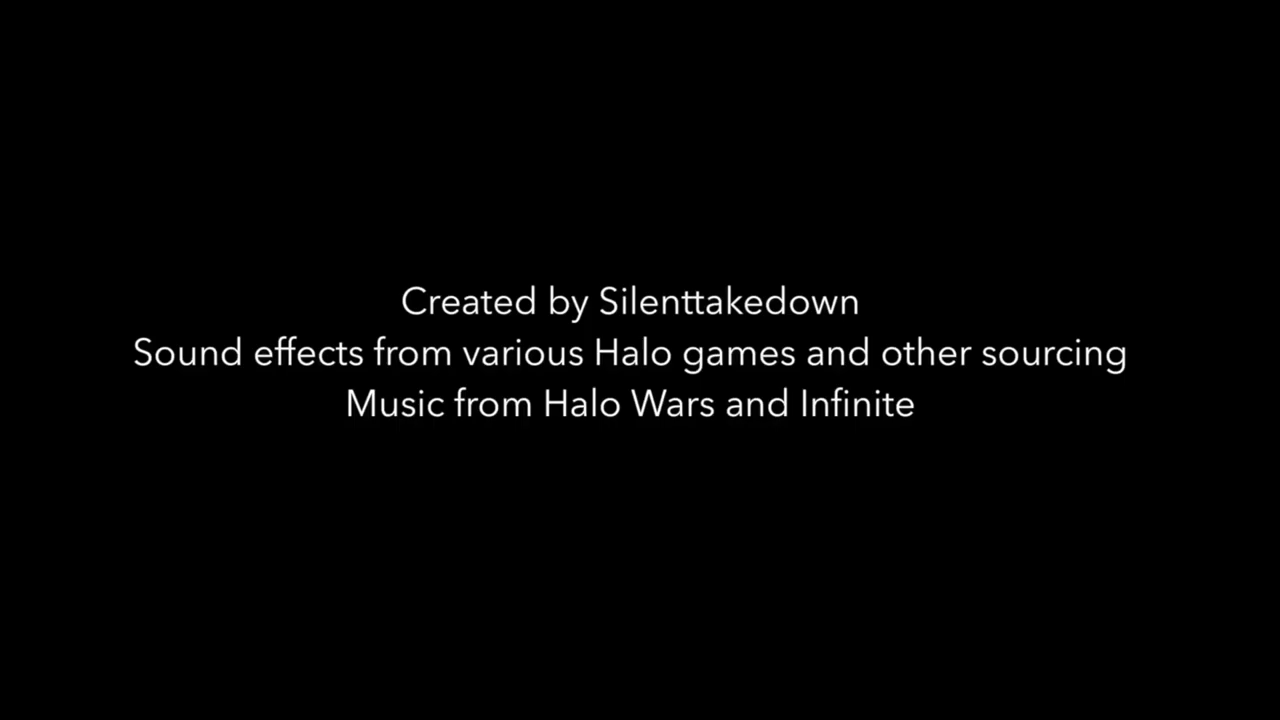 Created by Silenttakedown
Sound effects from various Halo games and other sourcing
Music from Halo Wars and Infinite